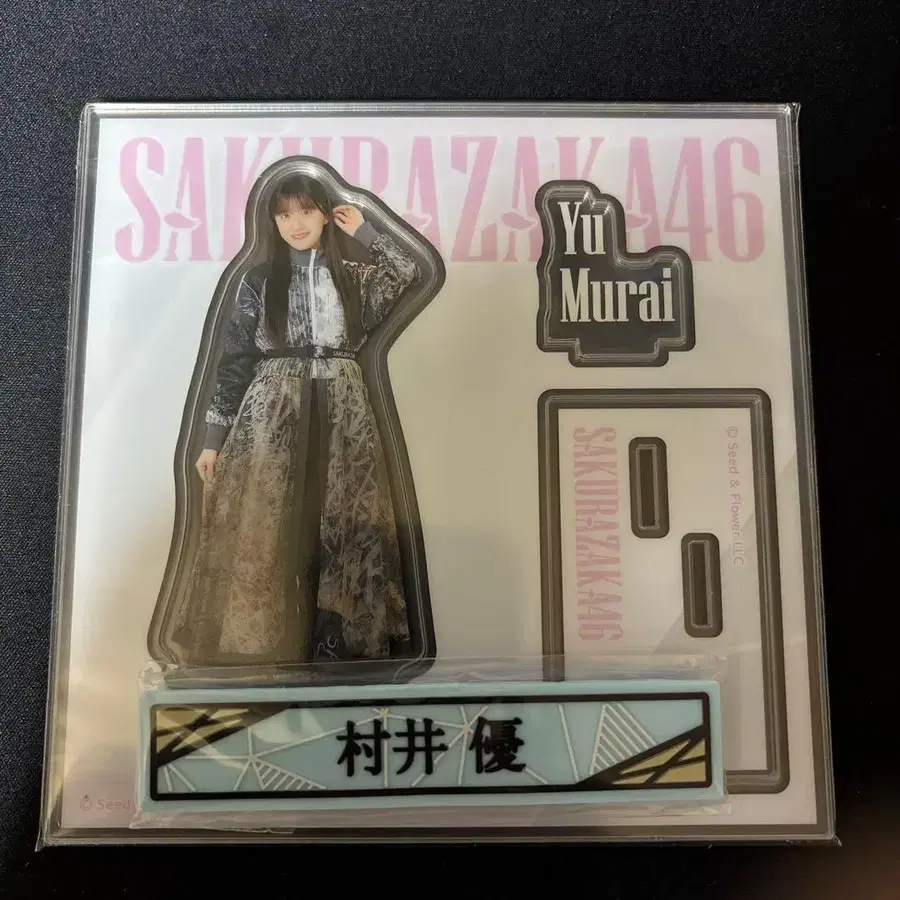 SAKURAZAKA46
Yu
Murai
SAKURAZAKA46
© Seed & Flower LLC
村井 優
© Seed